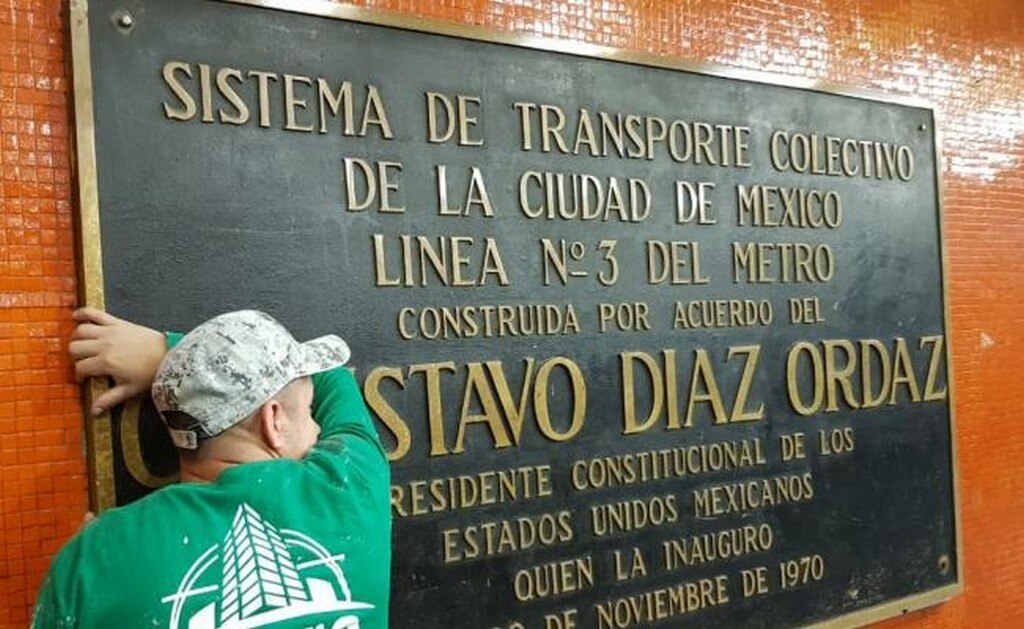 SISTEMA DE TRANSPORTE COLECTIVO
DE LA CIUDAD DE MEXICO
LINEA Nº 3 DEL METRO
CONSTRUIDA POR ACUERDO DEL
G STAVO DIAZ ORDAZ
RESIDENTE CONSTITUCIONAL DE LOS
ESTADOS UNIDOS MEXICANOS
QUIEN LA INAUGURO
DE NOVIEMBRE DE 1970